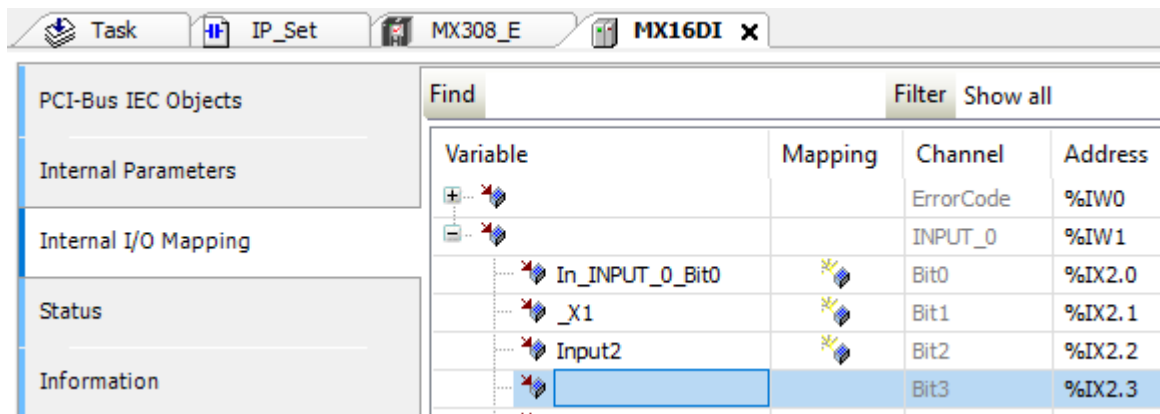 Task IP_Set MX308_E MX16DI
PCI-Bus IEC Objects
Internal Parameters
Internal I/O Mapping
Status
Information
Find Filter Show all
Variable Mapping Channel Address
ErrorCode %IW0
INPUT_0 %IW1
In_INPUT_0_Bit0 Bit0 %IX2.0
_X1 Bit1 %IX2.1
Input2 Bit2 %IX2.2
Bit3 %IX2.3